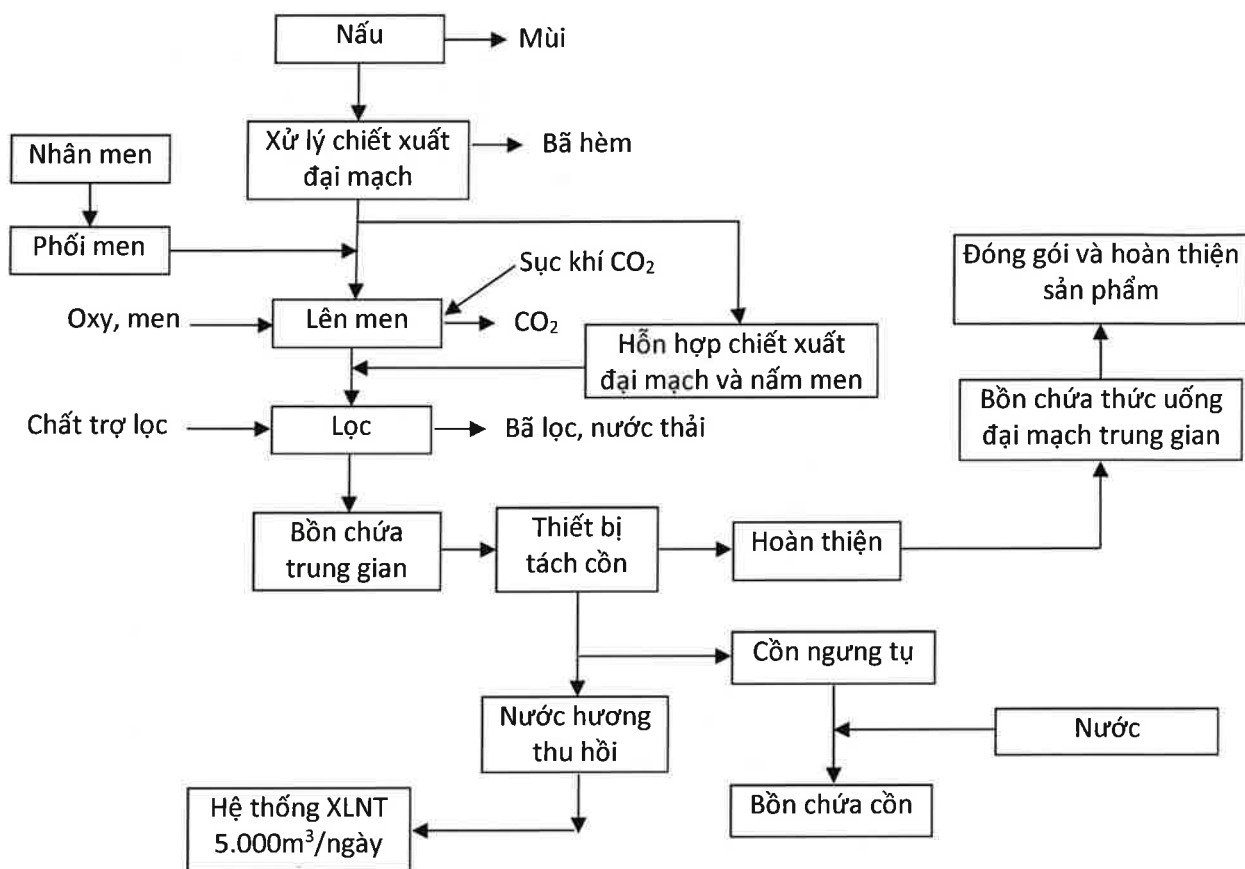 Nấu
Mùi
Xử lý chiết xuất
đại mạch
Bã hèm
Nhân men
Phối men
Sục khí CO₂
Đóng gói và hoàn thiện
sản phẩm
Oxy, men
Lên men
CO₂
Hỗn hợp chiết xuất
đại mạch và nấm men
Bồn chứa thức uống
đại mạch trung gian
Chất trợ lọc
Lọc
Bã lọc, nước thải
Bồn chứa
trung gian
Thiết bị
tách cồn
Hoàn thiện
Cồn ngưng tụ
Nước hương
thu hồi
Nước
Bồn chứa cồn
Hệ thống XLNT
5.000m³/ngày